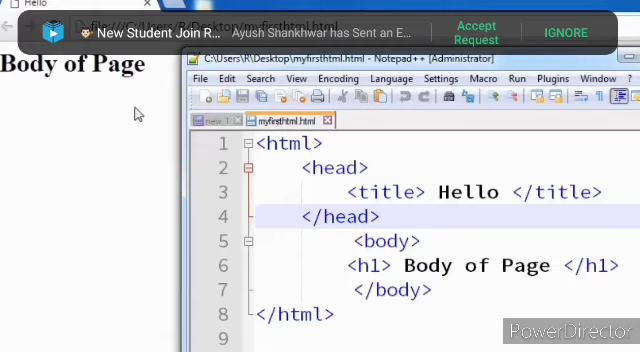 Hello
file:///C:/Users/R/Desktop/myfirsthtml.html
New Student Join R... Ayush Shankhwar has Sent an E... Accept Request IGNORE
Body of Page
C:\Users\R\Desktop\myfirsthtml.html - Notepad++ [Administrator]
File Edit Search View Encoding Language Settings Macro Run Plugins Window ?
new 1 myfirsthtml.html
1 <html>
2 <head>
3 <title> Hello </title>
4 </head>
5 <body>
6 <h1> Body of Page </h1>
7 </body>
8 </html>
9
PowerDirector